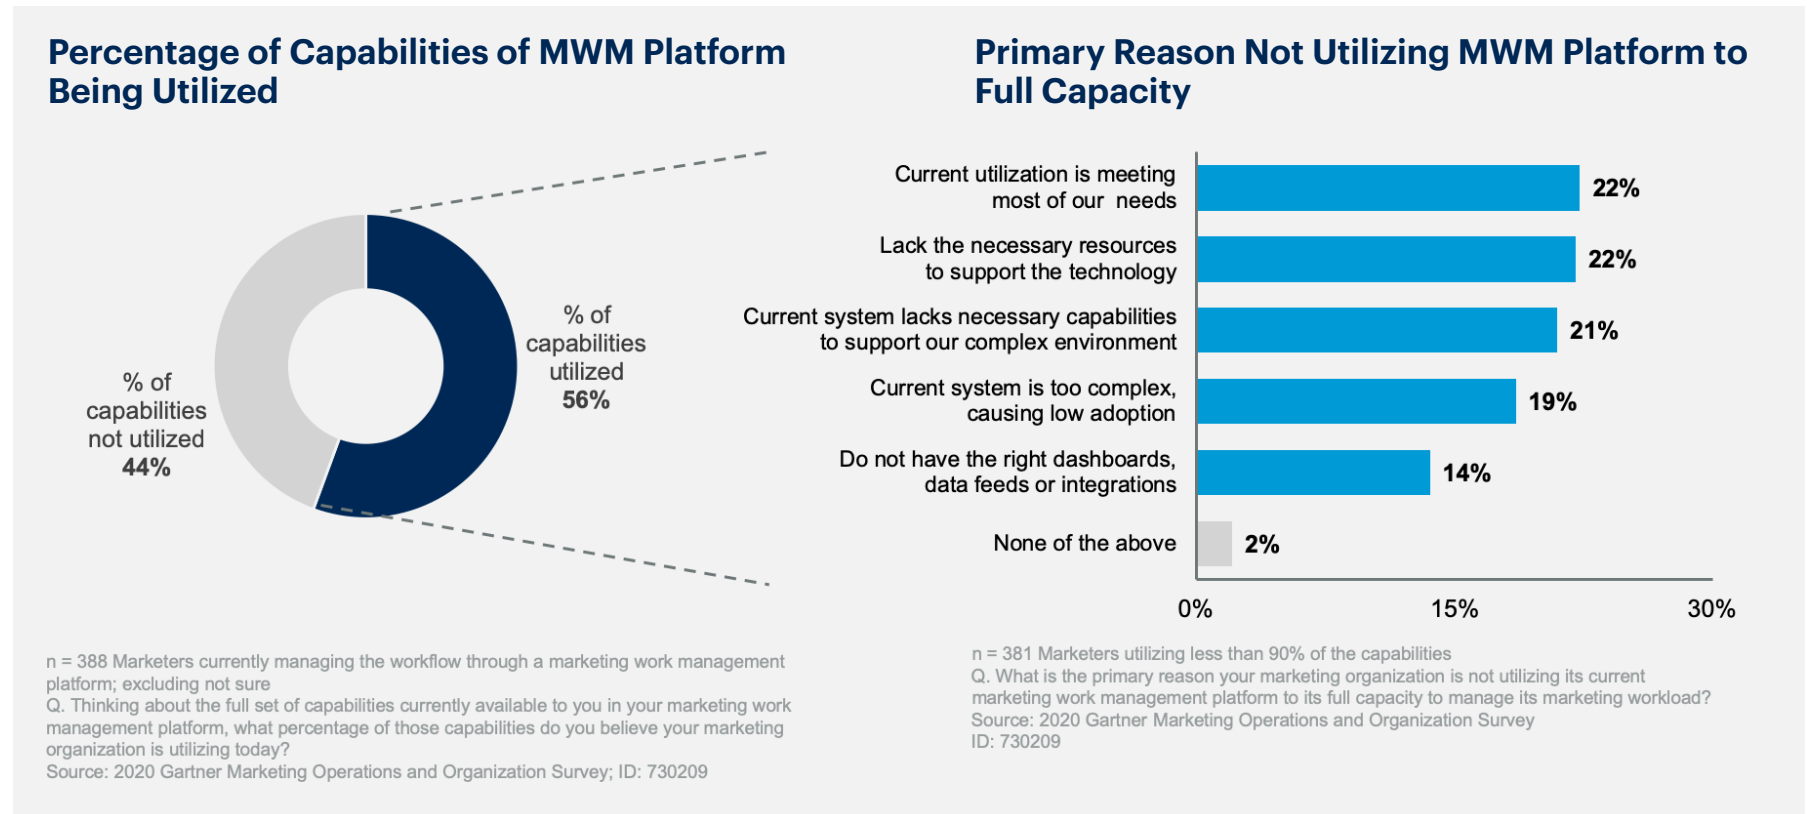 Percentage of Capabilities of MWM Platform
Being Utilized
% of
capabilities
utilized
56%
% of
capabilities
not utilized
44%
n = 388 Marketers currently managing the workflow through a marketing work management
platform; excluding not sure
Q. Thinking about the full set of capabilities currently available to you in your marketing work
management platform, what percentage of those capabilities do you believe your marketing
organization is utilizing today?
Source: 2020 Gartner Marketing Operations and Organization Survey; ID: 730209
Primary Reason Not Utilizing MWM Platform to
Full Capacity
Current utilization is meeting
most of our needs
22%
Lack the necessary resources
to support the technology
22%
Current system lacks necessary capabilities
to support our complex environment
21%
Current system is too complex,
causing low adoption
19%
Do not have the right dashboards,
data feeds or integrations
14%
None of the above
2%
0% 15% 30%
n = 381 Marketers utilizing less than 90% of the capabilities
Q. What is the primary reason your marketing organization is not utilizing its current
marketing work management platform to its full capacity to manage its marketing workload?
Source: 2020 Gartner Marketing Operations and Organization Survey
ID: 730209